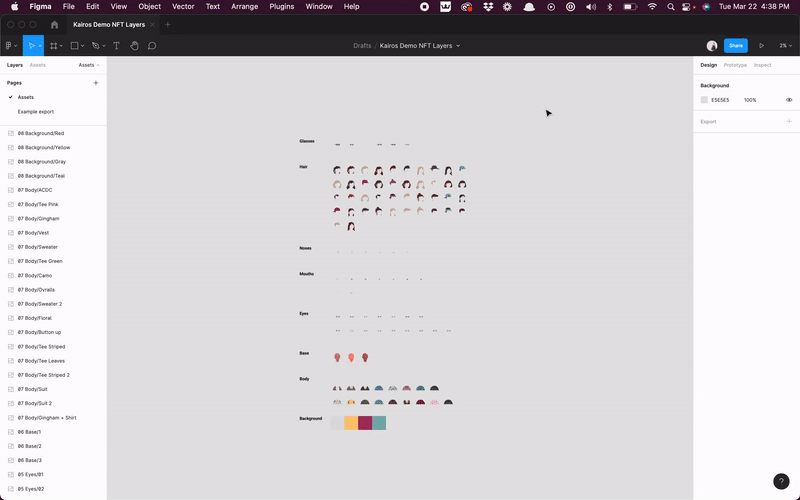 Figma File Edit View Object Vector Text Arrange Plugins Window Help Tue Mar 22 4:38 PM
Kairos Demo NFT Layers
Drafts / Kairos Demo NFT Layers
Share
2%
Layers Assets Assets
Pages
Assets
Example export
08 Background/Red
08 Background/Yellow
08 Background/Gray
08 Background/Teal
07 Body/ACDC
07 Body/Tee Pink
07 Body/Gingham
07 Body/Vest
07 Body/Sweater
07 Body/Tee Green
07 Body/Camo
07 Body/Ovralls
07 Body/Sweater 2
07 Body/Floral
07 Body/Button up
07 Body/Tee Striped
07 Body/Tee Leaves
07 Body/Tee Striped 2
07 Body/Suit
07 Body/Suit 2
07 Body/Gingham + Shirt
06 Base/1
06 Base/2
06 Base/3
05 Eyes/01
05 Eyes/02
Glasses
Hair
Noses
Mouths
Eyes
Base
Body
Background
Design Prototype Inspect
Background
E5E5E5 100%
Export
?